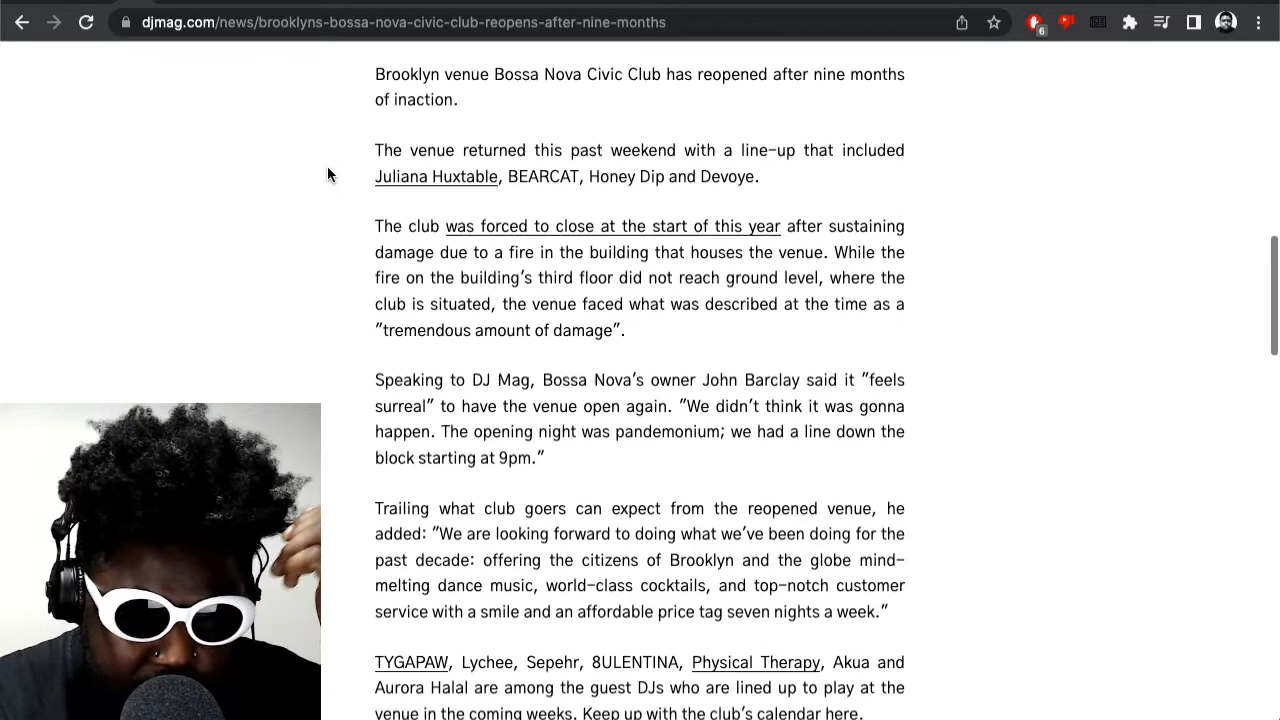 djmag.com/news/brooklyns-bossa-nova-civic-club-reopens-after-nine-months
6
Brooklyn venue Bossa Nova Civic Club has reopened after nine months
of inaction.
The venue returned this past weekend with a line-up that included
Juliana Huxtable, BEARCAT, Honey Dip and Devoye.
The club was forced to close at the start of this year after sustaining
damage due to a fire in the building that houses the venue. While the
fire on the building's third floor did not reach ground level, where the
club is situated, the venue faced what was described at the time as a
"tremendous amount of damage".
Speaking to DJ Mag, Bossa Nova's owner John Barclay said it "feels
surreal" to have the venue open again. "We didn't think it was gonna
happen. The opening night was pandemonium; we had a line down the
block starting at 9pm."
Trailing what club goers can expect from the reopened venue, he
added: "We are looking forward to doing what we've been doing for the
past decade: offering the citizens of Brooklyn and the globe mind-
melting dance music, world-class cocktails, and top-notch customer
service with a smile and an affordable price tag seven nights a week."
TYGAPAW, Lychee, Sepehr, 8ULENTINA, Physical Therapy, Akua and
Aurora Halal are among the guest DJs who are lined up to play at the
venue in the coming weeks. Keep up with the club's calendar here.